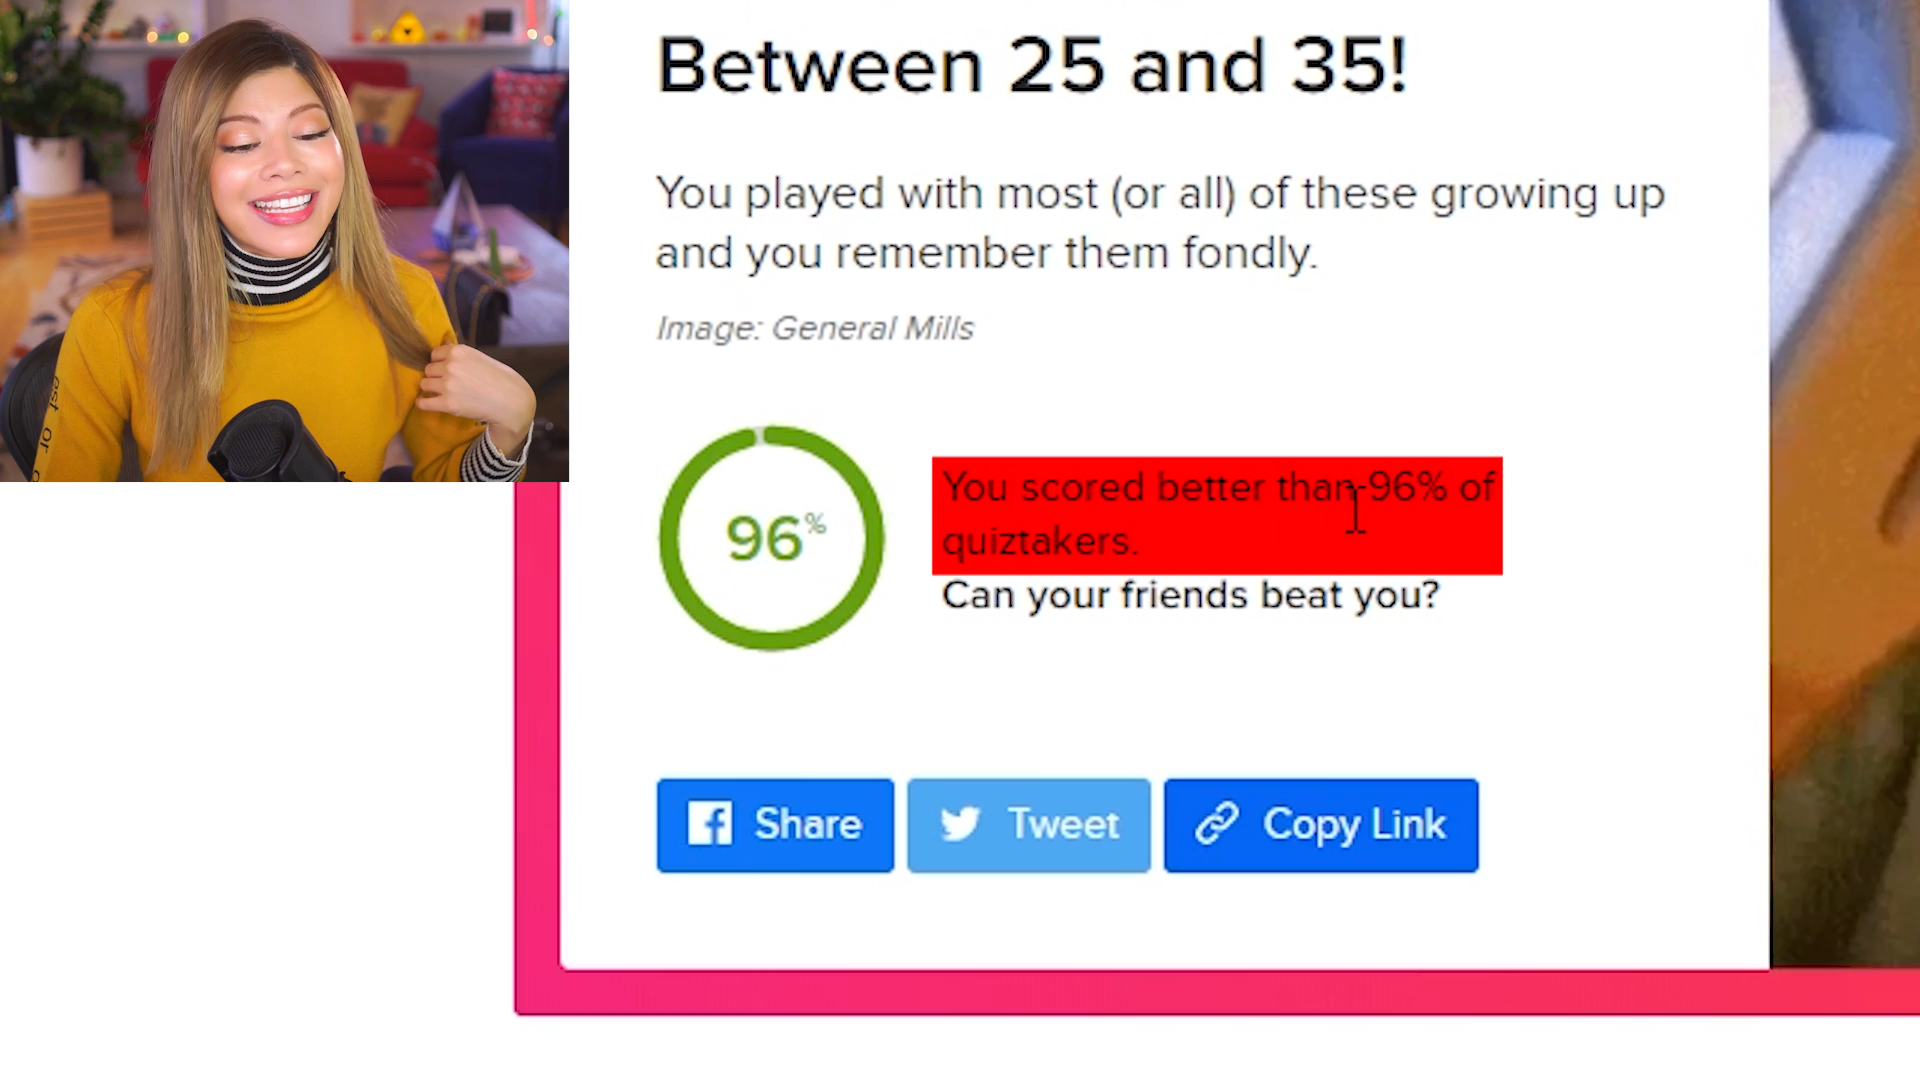 Between 25 and 35!
You played with most (or all) of these growing up
and you remember them fondly.
Image: General Mills
96%
You scored better than 96% of
quiztakers.
Can your friends beat you?
Share
Tweet
Copy Link